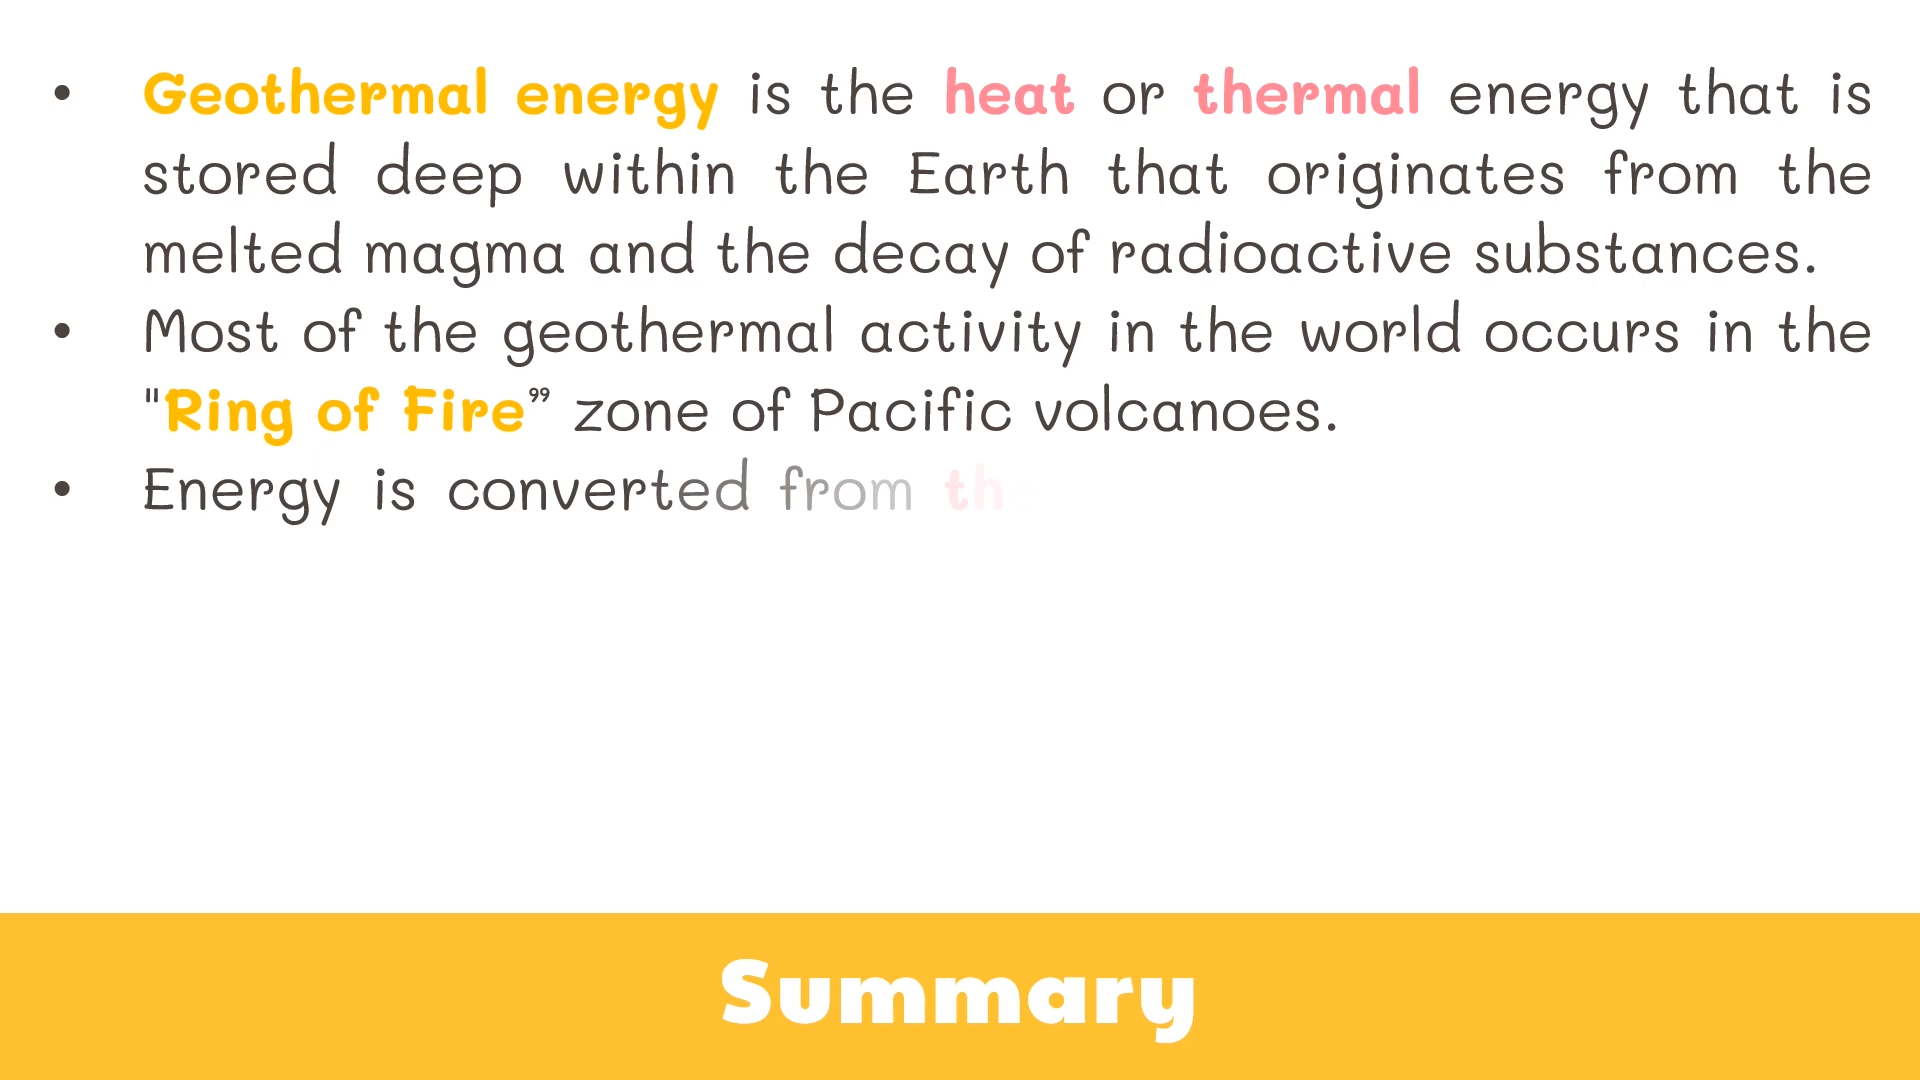 • Geothermal energy is the heat or thermal energy that is
stored deep within the Earth that originates from the
melted magma and the decay of radioactive substances.
• Most of the geothermal activity in the world occurs in the
"Ring of Fire” zone of Pacific volcanoes.
• Energy is converted from
Summary